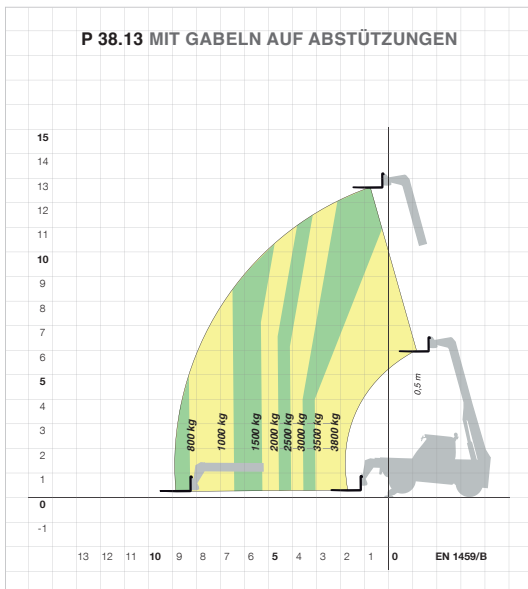 P 38.13 MIT GABELN AUF ABSTÜTZUNGEN
15
14
13
12
11
10
9
8
7
6
5
4
3
2
1
0
-1
800 kg
1000 kg
1500 kg
2000 kg
2500 kg
3000 kg
3500 kg
3800 kg
0,5 m
13 12 11 10 9 8 7 6 5 4 3 2 1 0 EN 1459/B